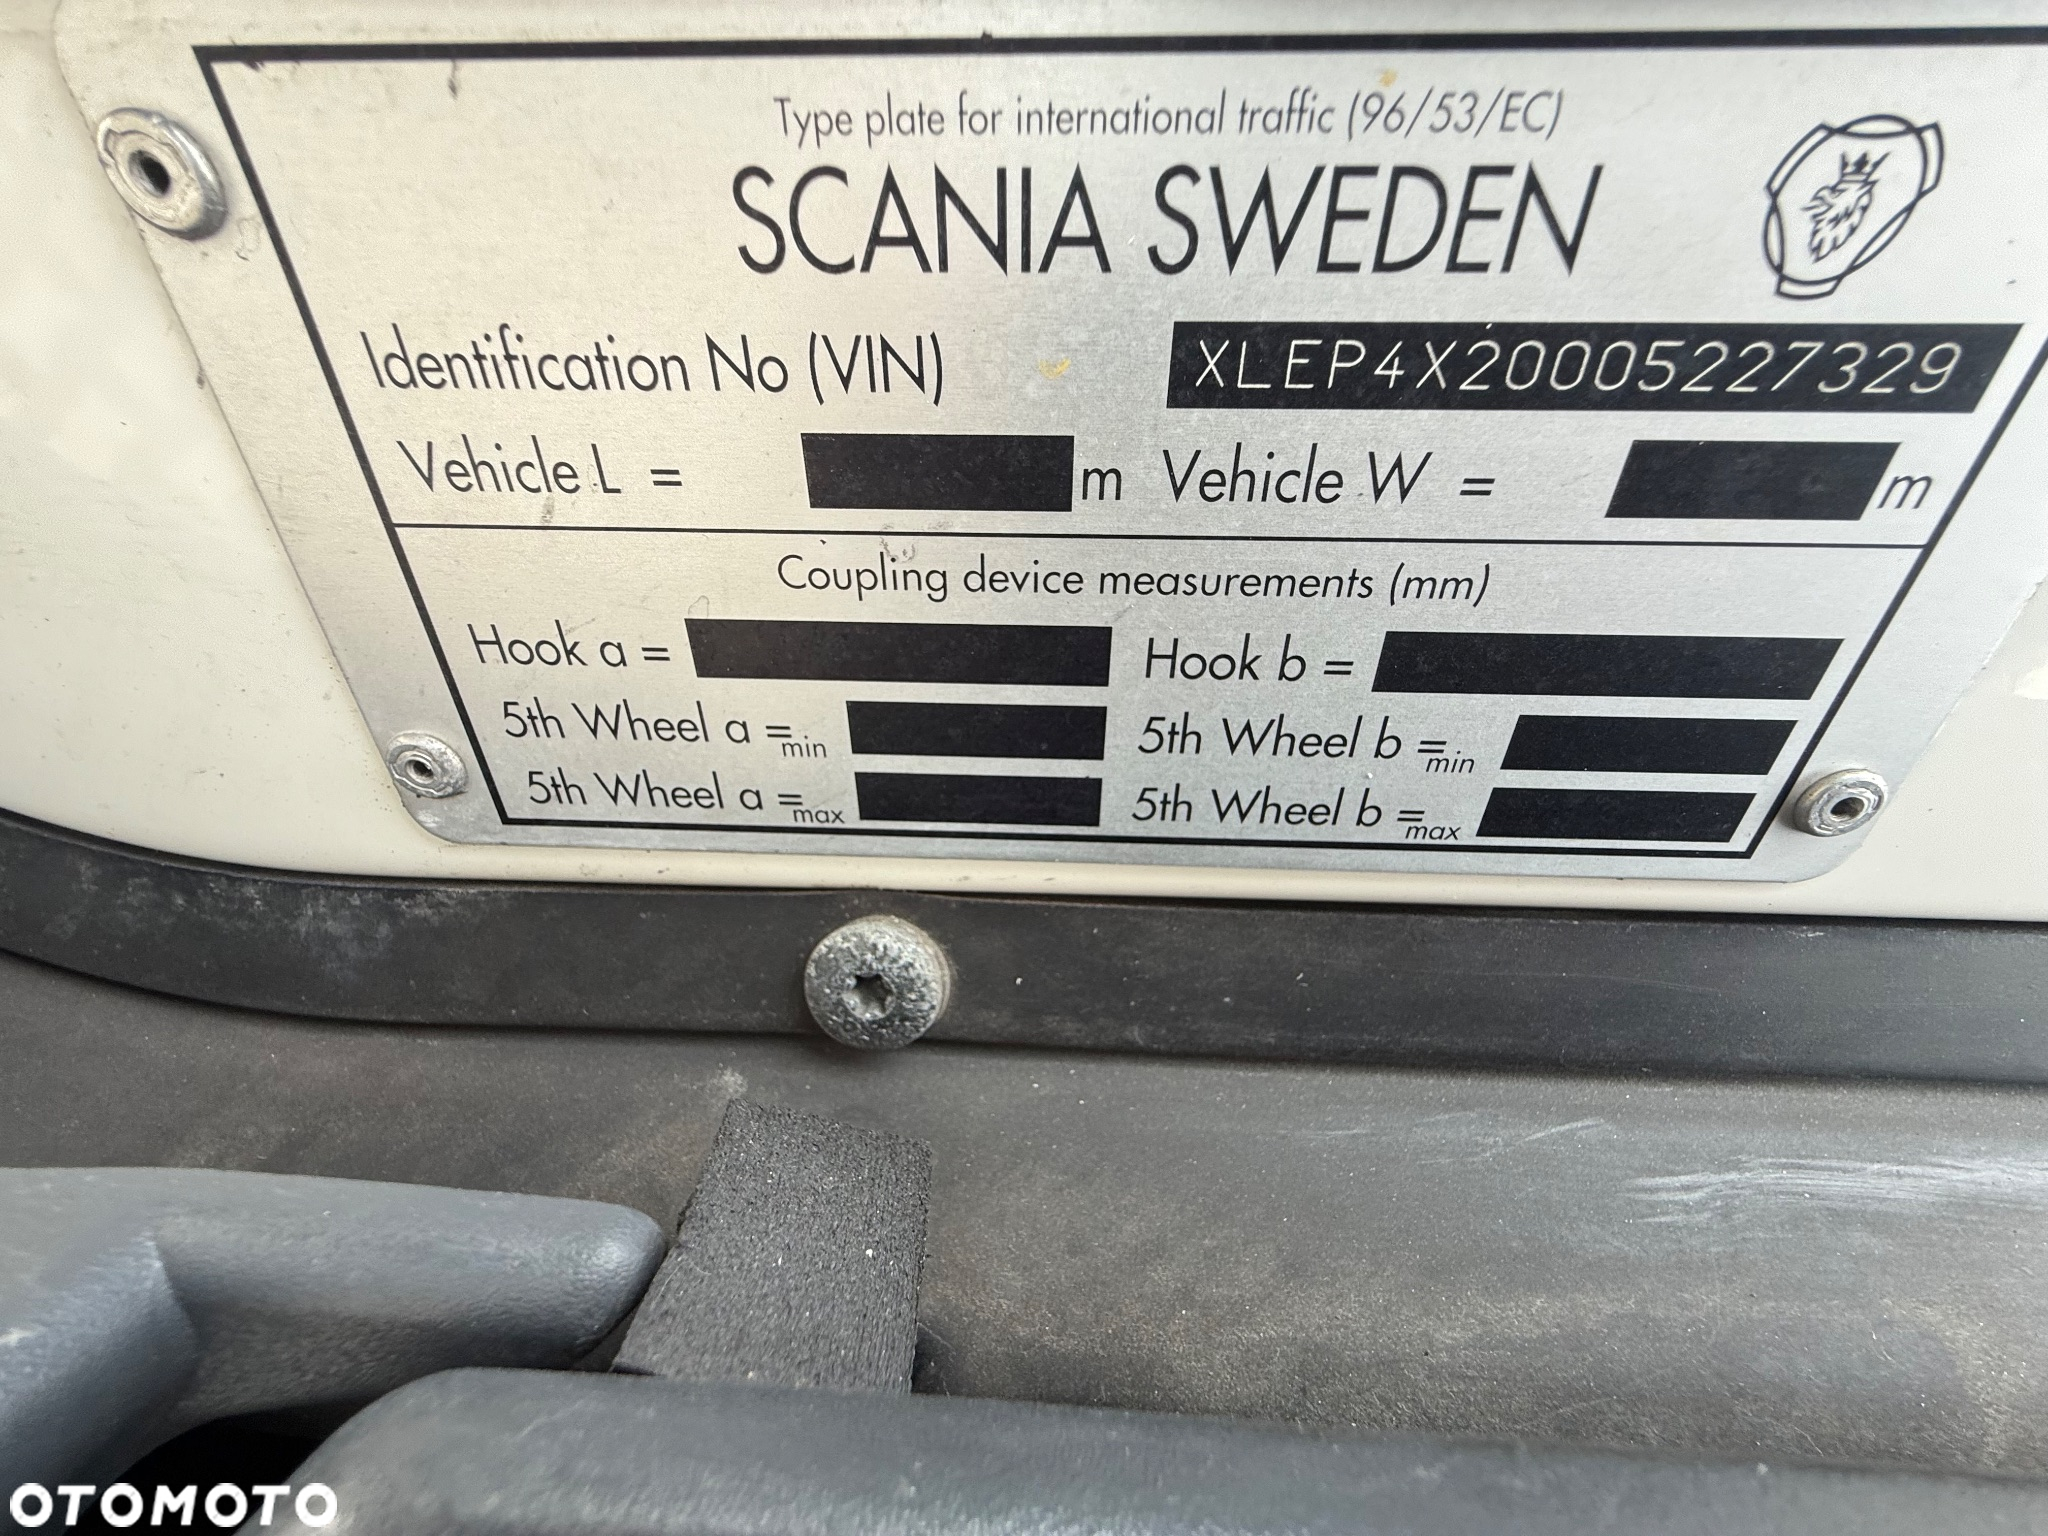 Type plate for international traffic (96/53/EC)
SCANIA SWEDEN
Identification No (VIN) XLEP4X20005227329
Vehicle L = m Vehicle W = m
Coupling device measurements (mm)
Hook a = Hook b =
5th Wheel a =min 5th Wheel b =min
5th Wheel a =max 5th Wheel b =max
OTOMOTO